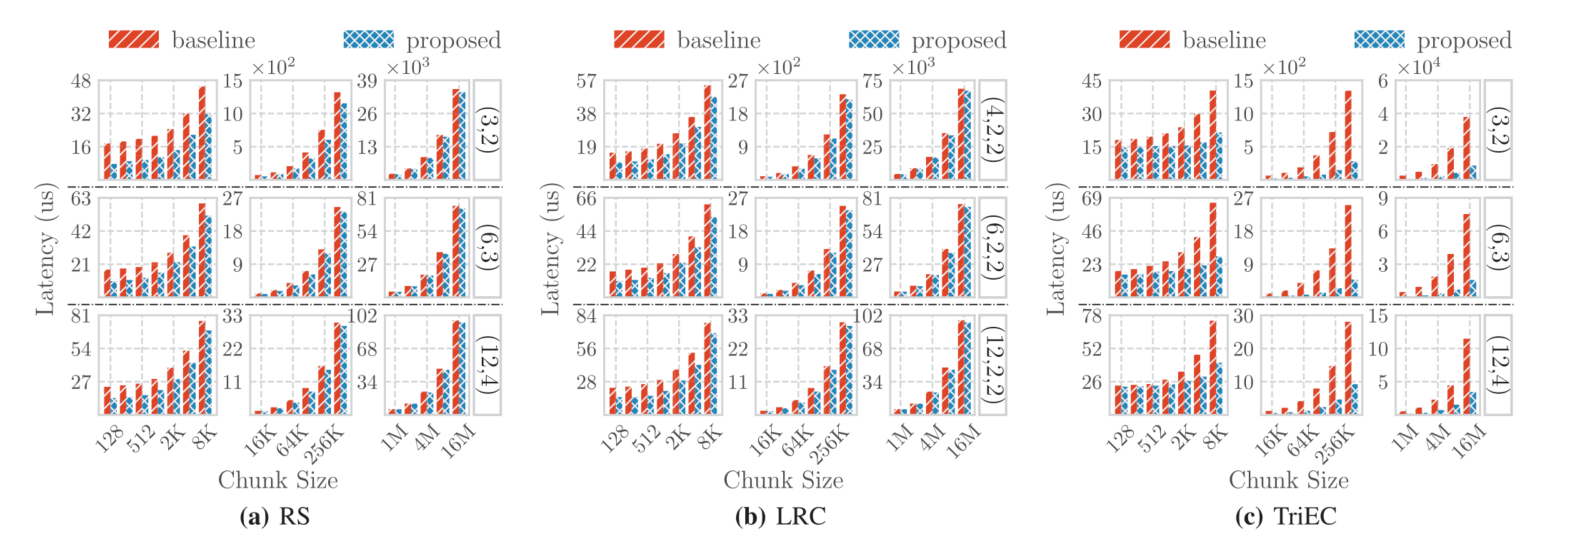 baseline proposed baseline proposed baseline proposed
×10² ×10³ ×10² ×10³ ×10² ×10⁴
48 15 39 57 27 75 45 15 6
32 10 26 38 18 50 30 10 4
16 5 13 19 9 25 15 5 2
(3,2) (4,2,2) (3,2)
63 27 81 66 27 81 69 27 9
42 18 54 44 18 54 46 18 6
21 9 27 22 9 27 23 9 3
(6,3) (6,2,2) (6,3)
81 33 102 84 33 102 78 30 15
54 22 68 56 22 68 52 20 10
27 11 34 28 11 34 26 10 5
(12,4) (12,2,2) (12,4)
Latency (us) Latency (us) Latency (us)
128 512 2K 8K 16K 64K 256K 1M 4M 16M 128 512 2K 8K 16K 64K 256K 1M 4M 16M 128 512 2K 8K 16K 64K 256K 1M 4M 16M
Chunk Size Chunk Size Chunk Size
(a) RS (b) LRC (c) TriEC